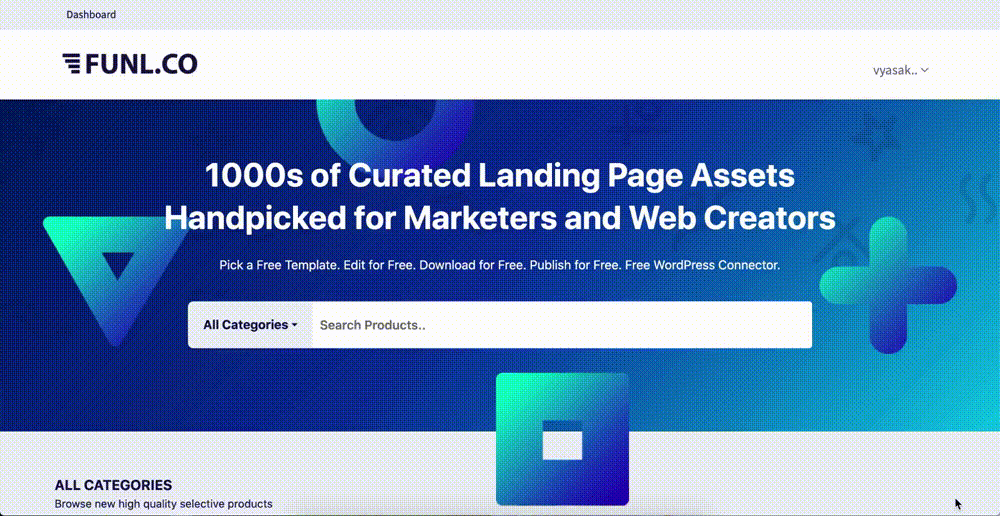 Dashboard
FUNL.CO
vyasak..
1000s of Curated Landing Page Assets
Handpicked for Marketers and Web Creators
Pick a Free Template. Edit for Free. Download for Free. Publish for Free. Free WordPress Connector.
All Categories
Search Products..
ALL CATEGORIES
Browse new high quality selective products